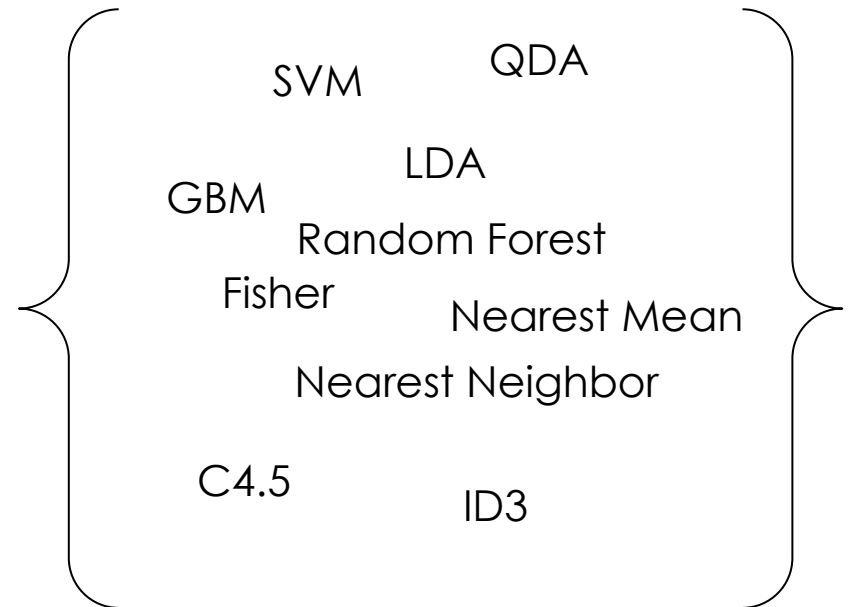 QDA
SVM
LDA
GBM
Random Forest
Fisher
Nearest Mean
Nearest Neighbor
C4.5
ID3